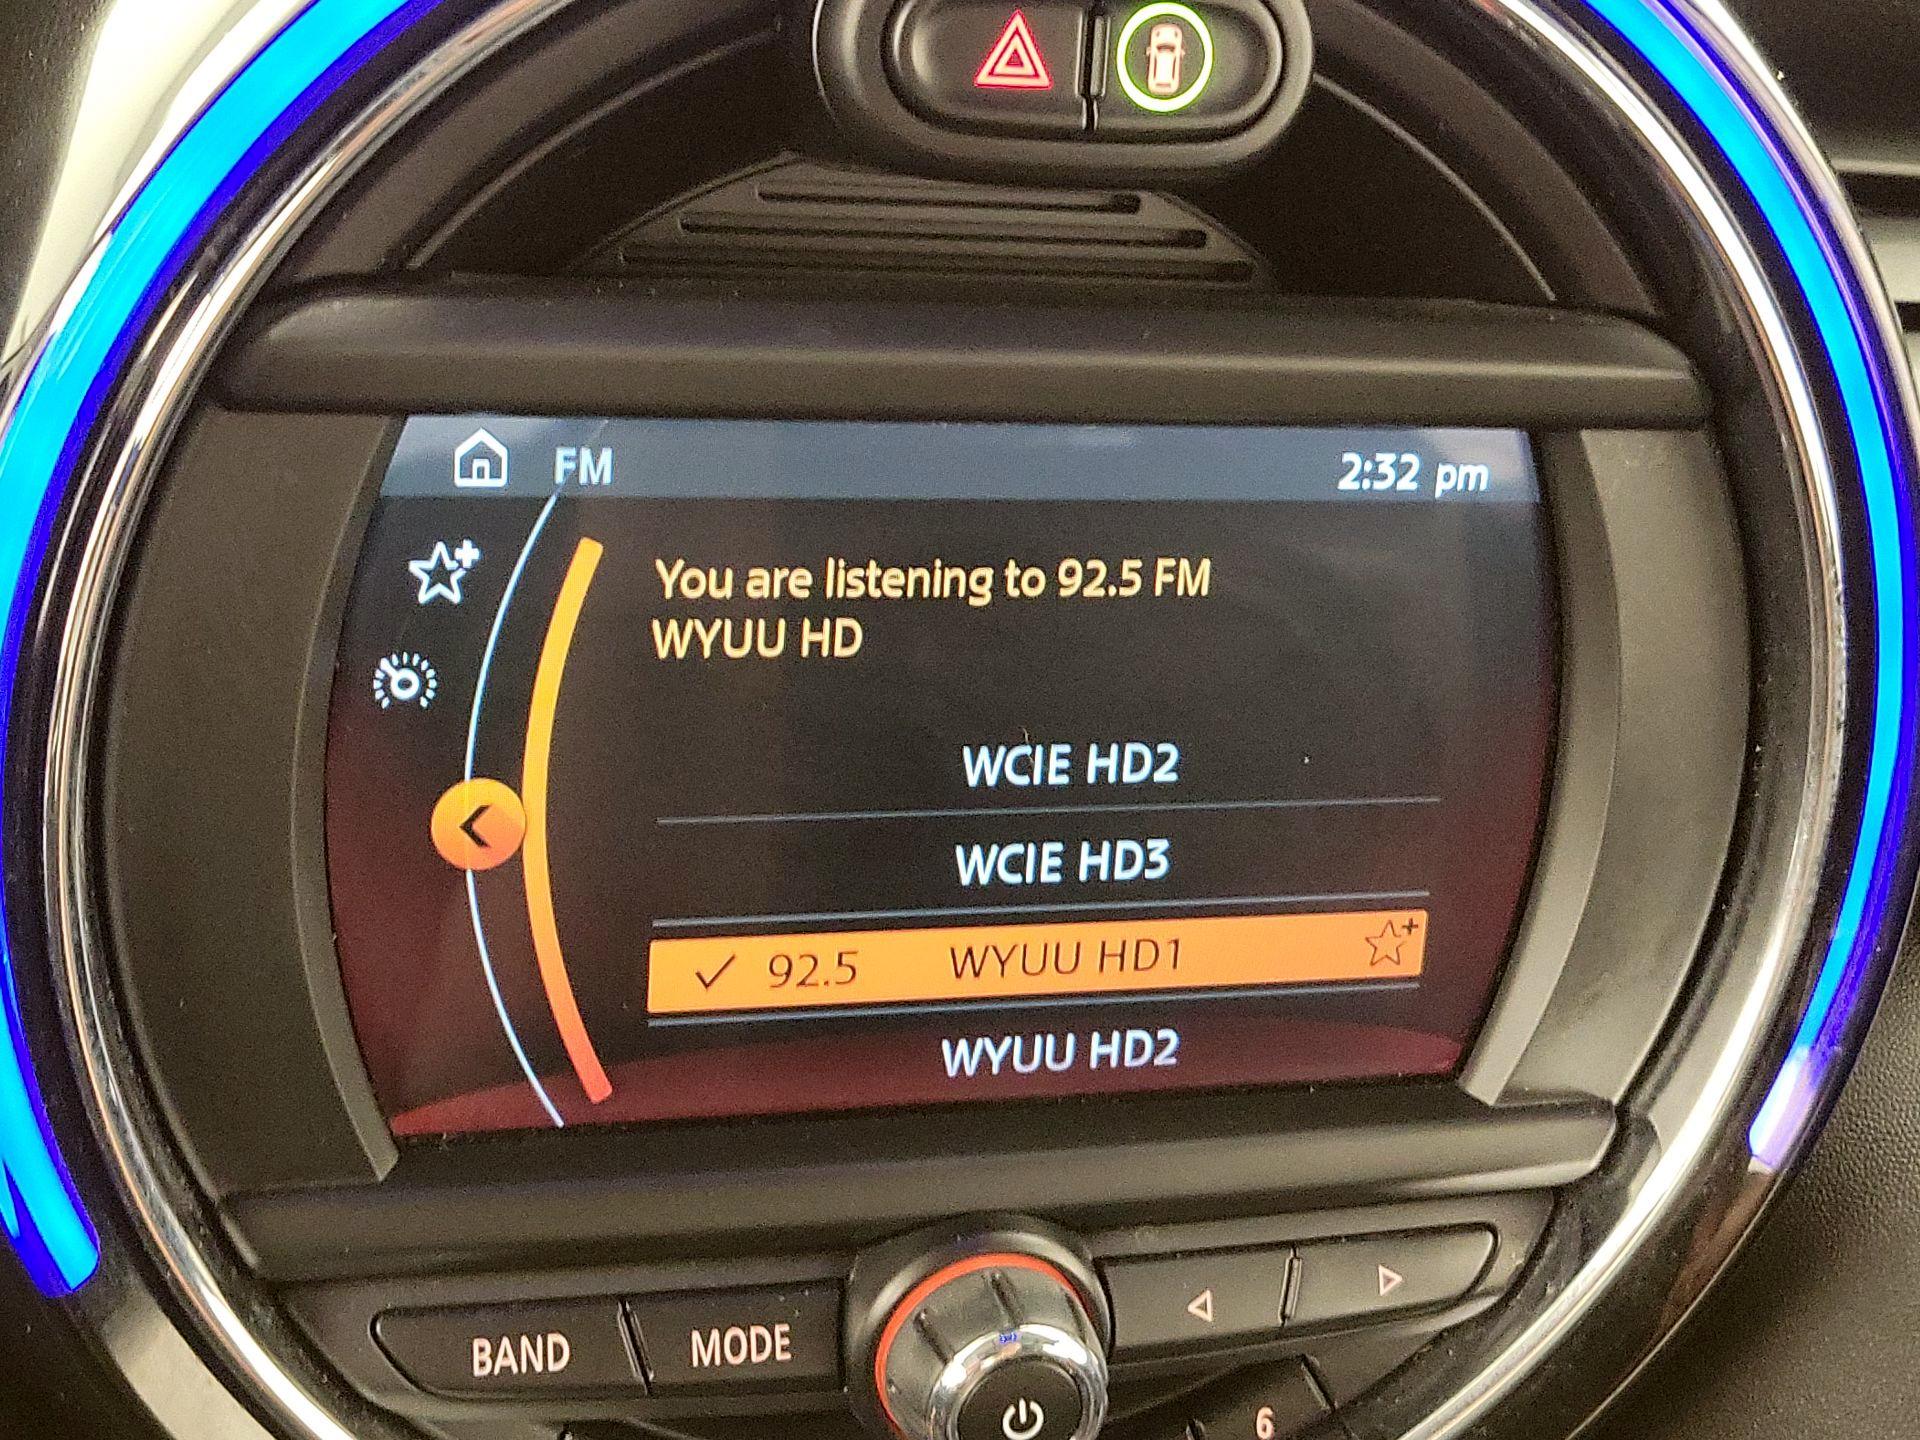 FM
2:32 pm
You are listening to 92.5 FM
WYUU HD
WCIE HD2
WCIE HD3
92.5 WYUU HD1
WYUU HD2
BAND
MODE
6